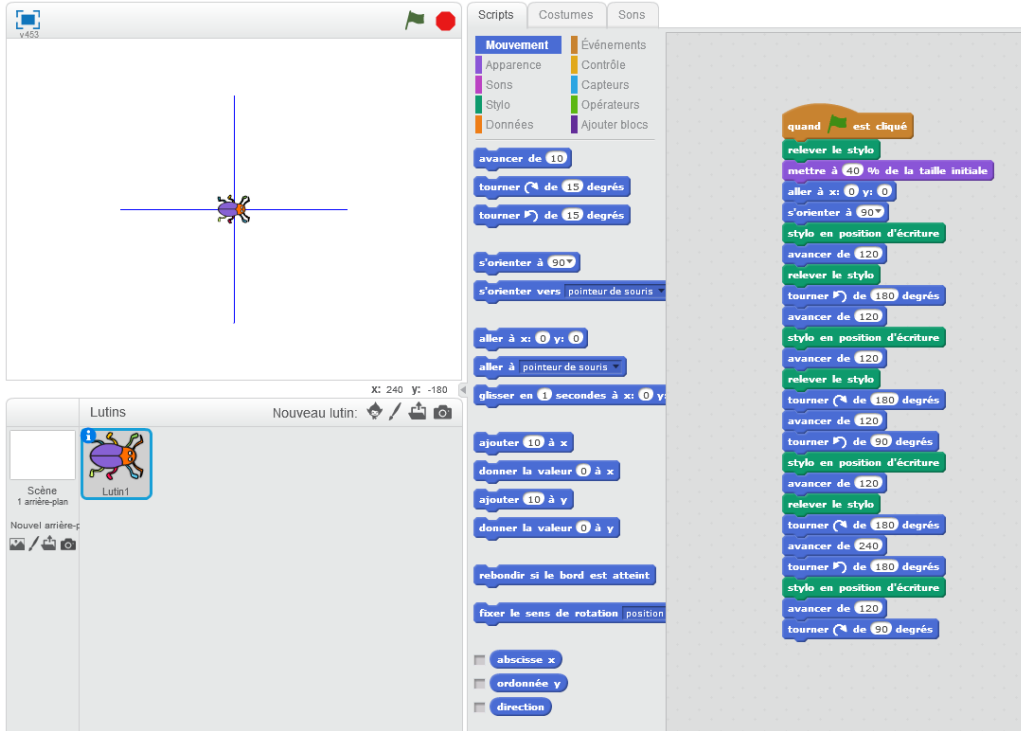 v453
X: 240 Y: -180
Lutins
Nouveau lutin:
Scène
1 arrière-plan
Nouvel arrière-p
Lutin1
Scripts Costumes Sons
Mouvement Événements
Apparence Contrôle
Sons Capteurs
Stylo Opérateurs
Données Ajouter blocs
avancer de 10
tourner de 15 degrés
tourner de 15 degrés
s'orienter à 90
s'orienter vers pointeur de souris
aller à x: 0 y: 0
aller à pointeur de souris
glisser en 1 secondes à x: 0 y:
ajouter 10 à x
donner la valeur 0 à x
ajouter 10 à y
donner la valeur 0 à y
rebondir si le bord est atteint
fixer le sens de rotation position
abscisse x
ordonnée y
direction
quand est cliqué
relever le stylo
mettre à 40 % de la taille initiale
aller à x: 0 y: 0
s'orienter à 90
stylo en position d'écriture
avancer de 120
relever le stylo
tourner de 180 degrés
avancer de 120
stylo en position d'écriture
avancer de 120
relever le stylo
tourner de 180 degrés
avancer de 120
tourner de 90 degrés
stylo en position d'écriture
avancer de 120
relever le stylo
tourner de 180 degrés
avancer de 240
tourner de 180 degrés
stylo en position d'écriture
avancer de 120
tourner de 90 degrés